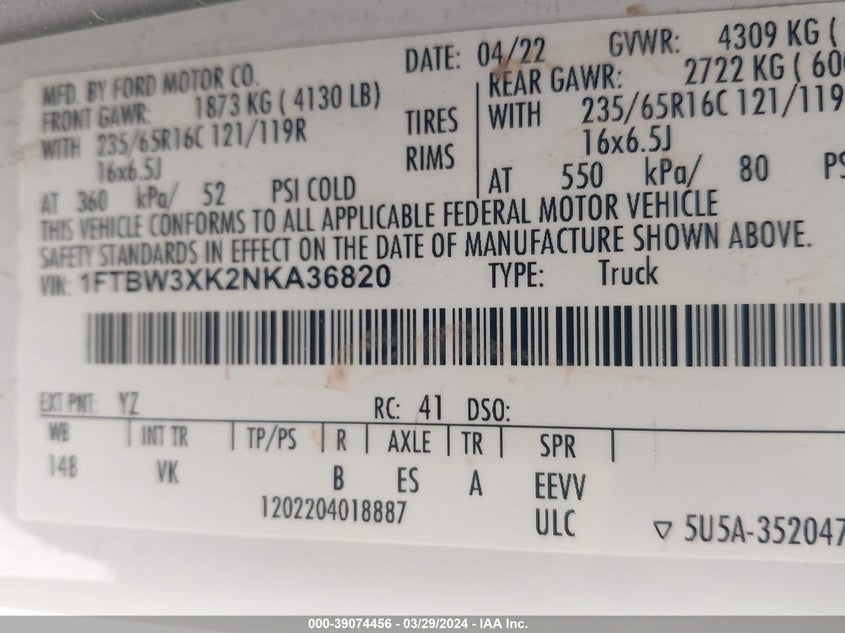 MFD. BY FORD MOTOR CO.
DATE: 04/22 GVWR: 4309 KG (
FRONT GAWR: 1873 KG ( 4130 LB) REAR GAWR: 2722 KG ( 600
WITH 235/65R16C 121/119R TIRES WITH 235/65R16C 121/119
16x6.5J RIMS 16x6.5J
AT 360 kPa/ 52 PSI COLD AT 550 kPa/ 80 PS
THIS VEHICLE CONFORMS TO ALL APPLICABLE FEDERAL MOTOR VEHICLE
SAFETY STANDARDS IN EFFECT ON THE DATE OF MANUFACTURE SHOWN ABOVE.
VIN: 1FTBW3XK2NKA36820 TYPE: Truck
EXT PNT: YZ RC: 41 DSO:
WB INT TR TP/PS R AXLE TR SPR
148 VK B ES A EEVV
1202204018887 ULC ▽ 5U5A-352047
000-39074456 - 03/29/2024 - IAA Inc.